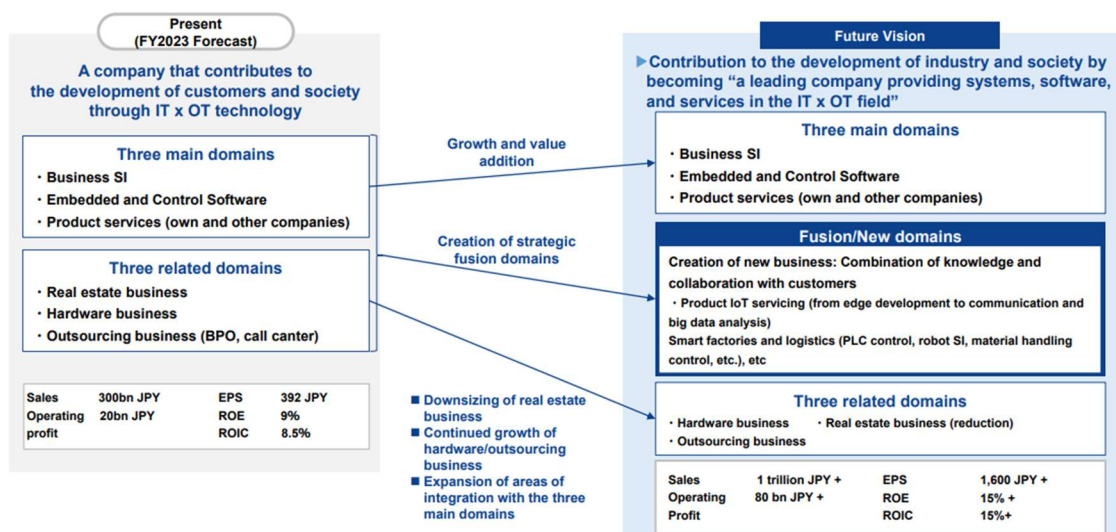 Present
(FY2023 Forecast)
A company that contributes to
the development of customers and society
through IT x OT technology
Three main domains
・Business SI
・Embedded and Control Software
・Product services (own and other companies)
Three related domains
・Real estate business
・Hardware business
・Outsourcing business (BPO, call canter)
Sales 300bn JPY EPS 392 JPY
Operating 20bn JPY ROE 9%
profit ROIC 8.5%
Growth and value
addition
Creation of strategic
fusion domains
■ Downsizing of real estate
business
■ Continued growth of
hardware/outsourcing
business
■ Expansion of areas of
integration with the three
main domains
Future Vision
▶Contribution to the development of industry and society by
becoming “a leading company providing systems, software,
and services in the IT x OT field”
Three main domains
・Business SI
・Embedded and Control Software
・Product services (own and other companies)
Fusion/New domains
Creation of new business: Combination of knowledge and
collaboration with customers
・Product IoT servicing (from edge development to communication and
big data analysis)
Smart factories and logistics (PLC control, robot SI, material handling
control, etc.), etc
Three related domains
・Hardware business ・Real estate business (reduction)
・Outsourcing business
Sales 1 trillion JPY + EPS 1,600 JPY +
Operating 80 bn JPY + ROE 15% +
Profit ROIC 15%+